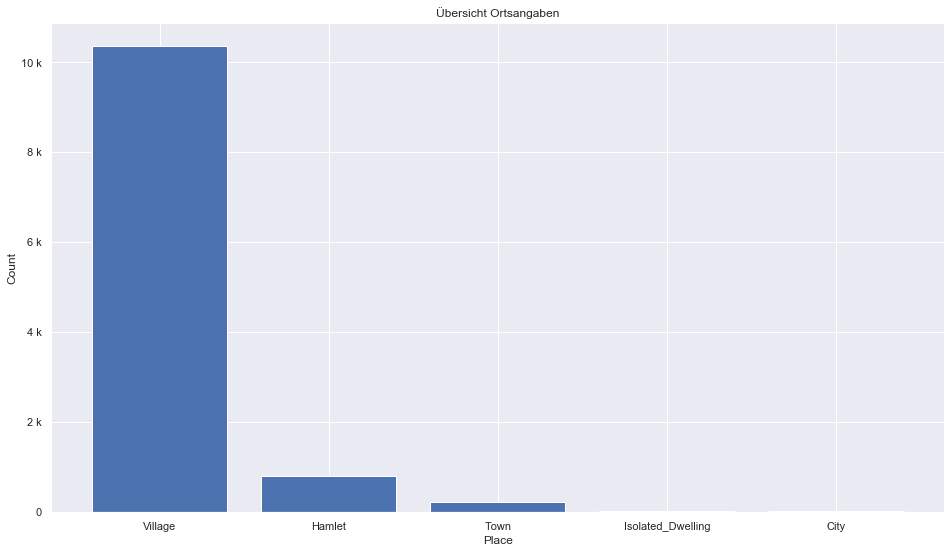 Übersicht Ortsangaben
10 k
8 k
6 k
4 k
2 k
0
Count
Village Hamlet Town Isolated_Dwelling City
Place